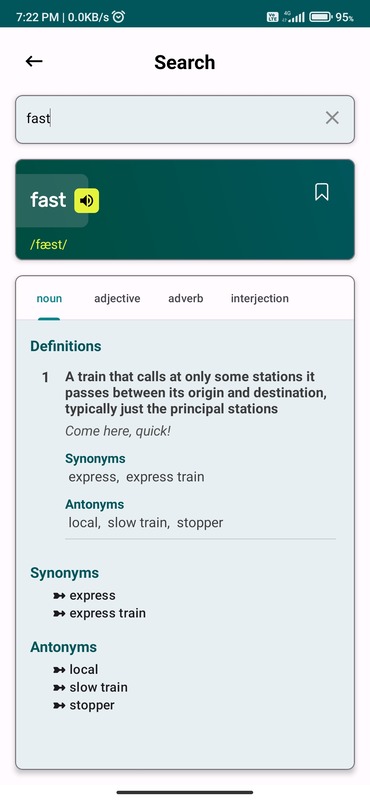 7:22 PM | 0.0KB/s
4G
95%
Search
fast
fast
/fæst/
noun adjective adverb interjection
Definitions
1 A train that calls at only some stations it
passes between its origin and destination,
typically just the principal stations
Come here, quick!
Synonyms
express, express train
Antonyms
local, slow train, stopper
Synonyms
➽ express
➽ express train
Antonyms
➽ local
➽ slow train
➽ stopper